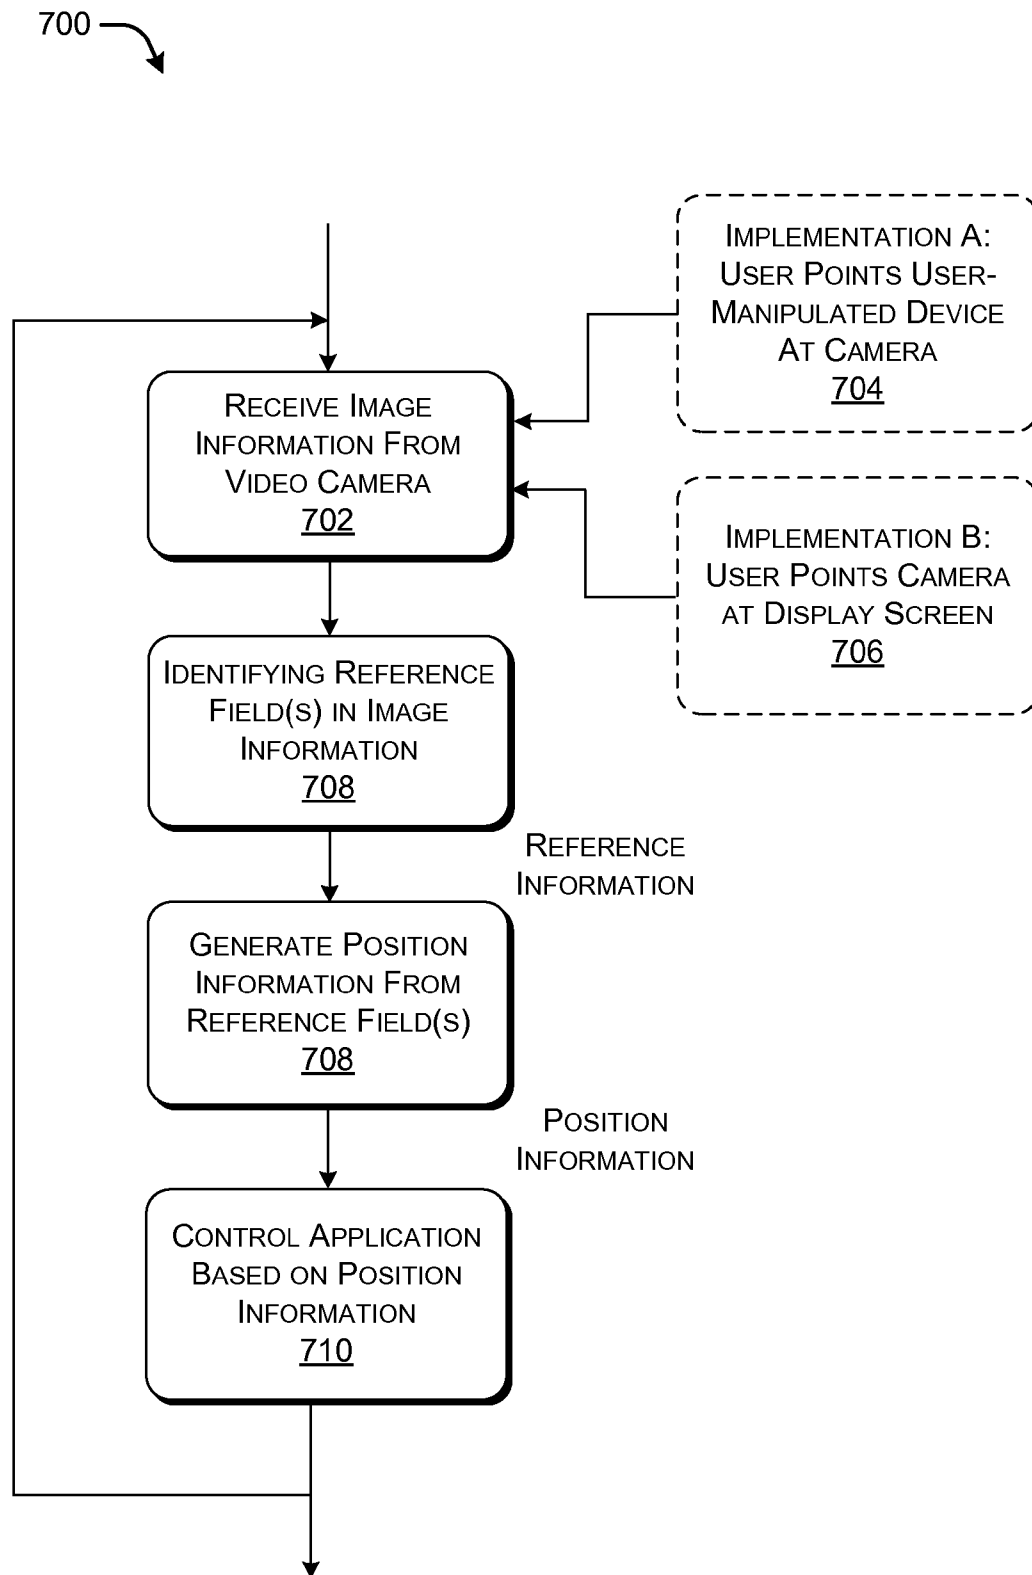 700
IMPLEMENTATION A:
USER POINTS USER-
MANIPULATED DEVICE
AT CAMERA
704
RECEIVE IMAGE
INFORMATION FROM
VIDEO CAMERA
702
IMPLEMENTATION B:
USER POINTS CAMERA
AT DISPLAY SCREEN
706
IDENTIFYING REFERENCE
FIELD(S) IN IMAGE
INFORMATION
708
REFERENCE
INFORMATION
GENERATE POSITION
INFORMATION FROM
REFERENCE FIELD(S)
708
POSITION
INFORMATION
CONTROL APPLICATION
BASED ON POSITION
INFORMATION
710